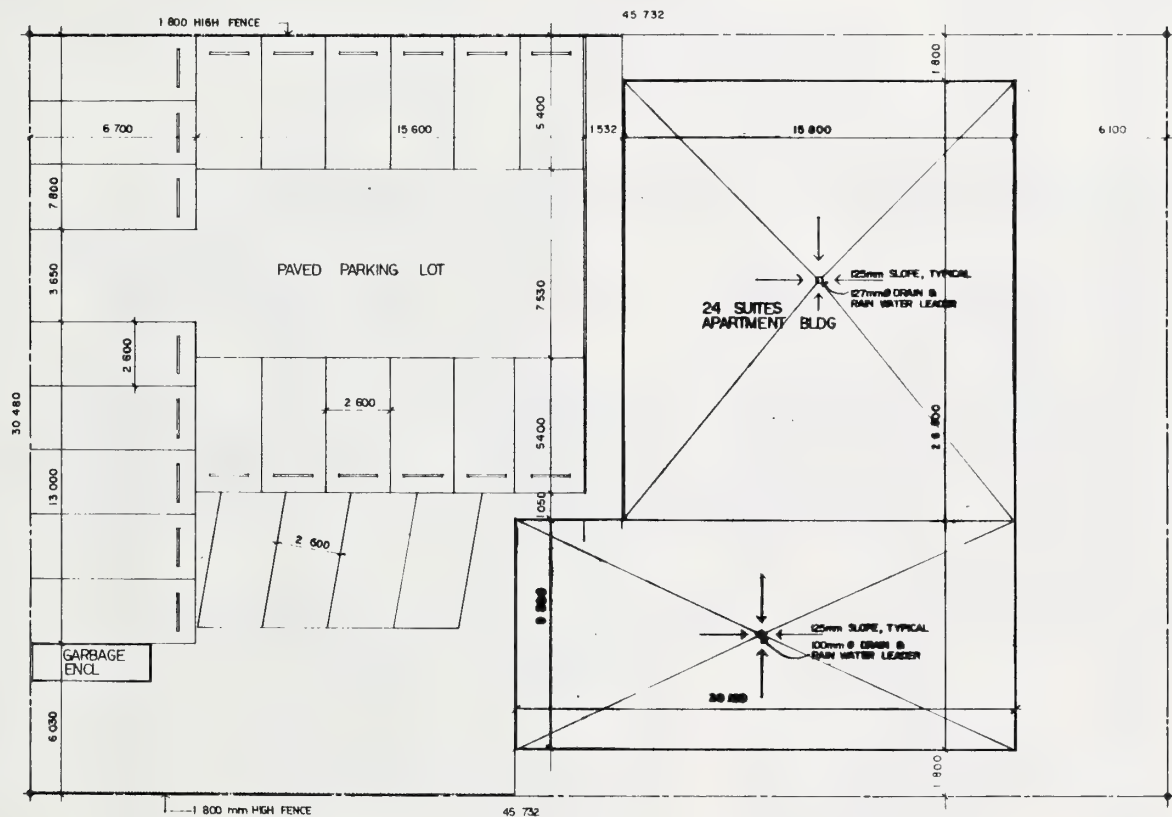 45 732
1 800 HIGH FENCE
1 800
5 400
6 700
15 600
1 532
15 800
6 100
7 800
3 650
PAVED PARKING LOT
7 530
125mm SLOPE, TYPICAL
127mmø DRAIN &
RAIN WATER LEADER
24 SUITES
APARTMENT BLDG
2 600
2 600
30 480
5400
13 000
1 050
2 600
125mm SLOPE, TYPICAL
100mm ø DRAIN &
RAIN WATER LEADER
GARBAGE
ENCL
6 030
1 800
1 800 mm HIGH FENCE
45 732